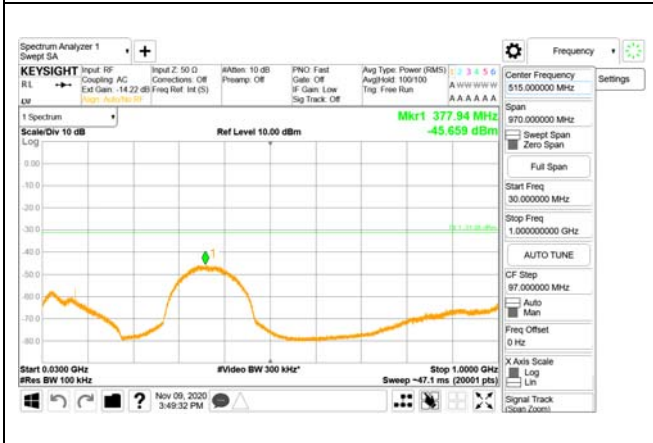 Spectrum Analyzer 1
Swept SA
+
Frequency
KEYSIGHT
Input: RF
Coupling: AC
Ext Gain: -14.22 dB
Align: Auto/No RF
Input Z: 50 Ω
Corrections: Off
Freq Ref: Int (S)
#Atten: 10 dB
Preamp: Off
PNO: Fast
Gate: Off
IF Gain: Low
Sig Track: Off
Avg Type: Power (RMS)
Avg|Hold: 100/100
Trig: Free Run
1 2 3 4 5 6
A W W W W W
A A A A A A
1 Spectrum
Scale/Div 10 dB
Log
Ref Level 10.00 dBm
Mkr1 377.94 MHz
-45.659 dBm
0.00
-10.0
-20.0
-30.0
-40.0
-50.0
-60.0
-70.0
-80.0
1
Start 0.0300 GHz
#Res BW 100 kHz
#Video BW 300 kHz*
Stop 1.0000 GHz
Sweep ~47.1 ms (20001 pts)
?
Nov 09, 2020
3:49:32 PM
Center Frequency
515.000000 MHz
Settings
Span
970.000000 MHz
Swept Span
Zero Span
Full Span
Start Freq
30.000000 MHz
Stop Freq
1.000000000 GHz
AUTO TUNE
CF Step
97.000000 MHz
Auto
Man
Freq Offset
0 Hz
X Axis Scale
Log
Lin
Signal Track
(Span Zoom)